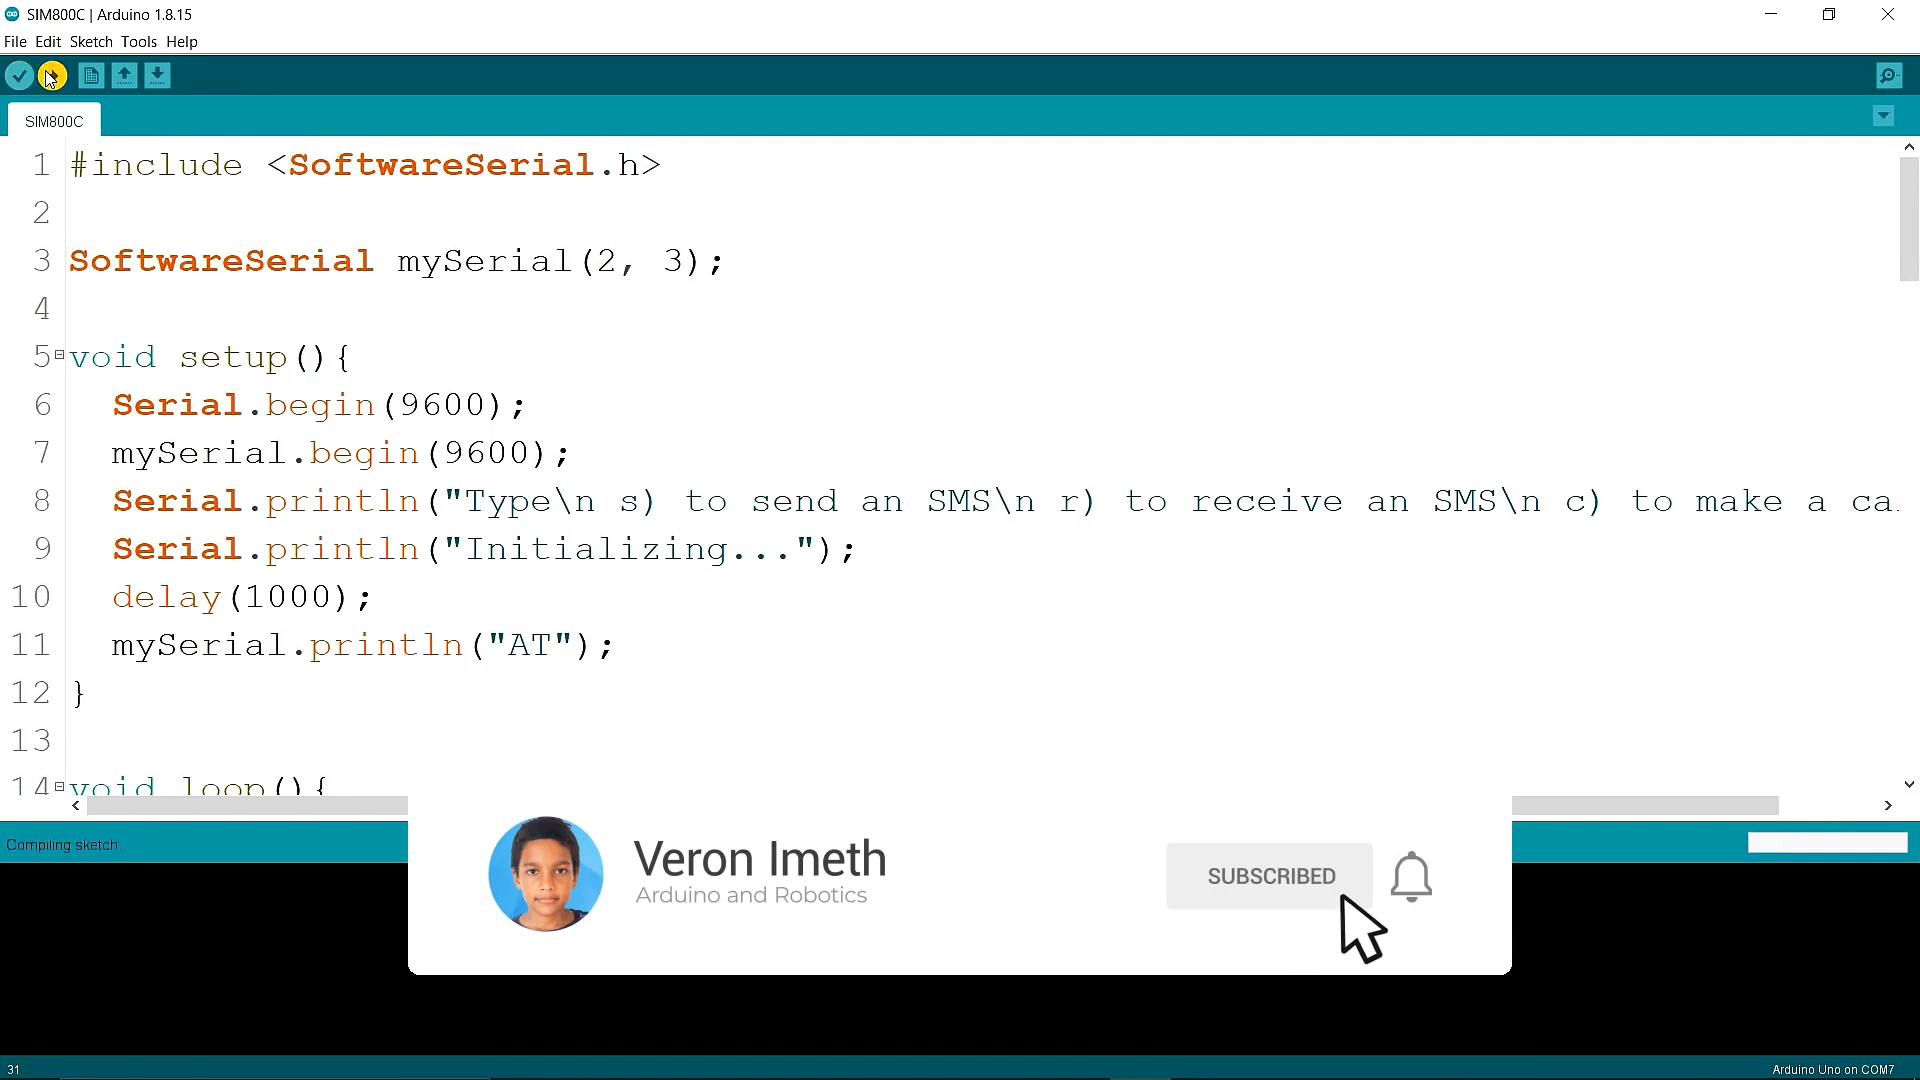 SIM800C | Arduino 1.8.15
File Edit Sketch Tools Help
SIM800C
1 #include <SoftwareSerial.h>
2
3 SoftwareSerial mySerial(2, 3);
4
5 void setup(){
6 Serial.begin(9600);
7 mySerial.begin(9600);
8 Serial.println("Type\n s) to send an SMS\n r) to receive an SMS\n c) to make a ca
9 Serial.println("Initializing...");
10 delay(1000);
11 mySerial.println("AT");
12 }
13
14 void loop(){
Compiling sketch
Veron Imeth
Arduino and Robotics
SUBSCRIBED
31
Arduino Uno on COM7